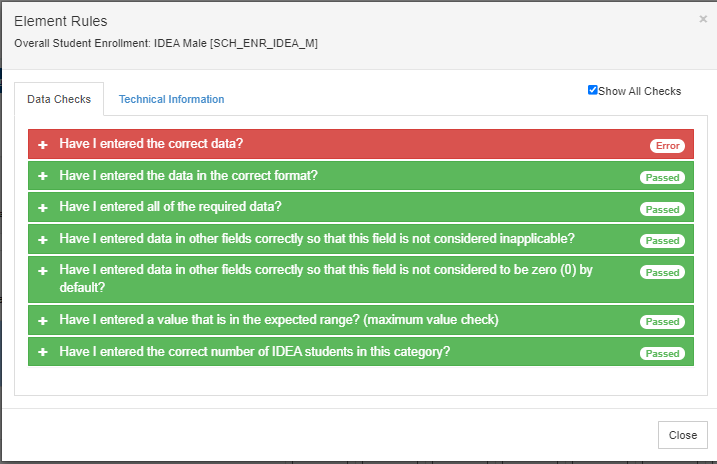 Element Rules
×
Overall Student Enrollment: IDEA Male [SCH_ENR_IDEA_M]
Data Checks
Technical Information
Show All Checks
+ Have I entered the correct data? Error
+ Have I entered the data in the correct format? Passed
+ Have I entered all of the required data? Passed
+ Have I entered data in other fields correctly so that this field is not considered inapplicable? Passed
+ Have I entered data in other fields correctly so that this field is not considered to be zero (0) by Passed
default?
+ Have I entered a value that is in the expected range? (maximum value check) Passed
+ Have I entered the correct number of IDEA students in this category? Passed
Close